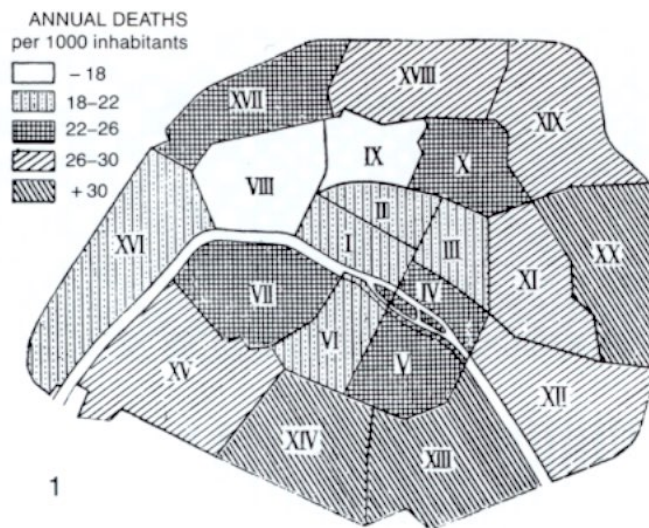 ANNUAL DEATHS
per 1000 inhabitants
– 18
18–22
22–26
26–30
+ 30
XVII
XVIII
XIX
VIII
IX
X
XVI
I
II
III
XI
XX
VII
IV
VI
V
XV
XII
XIV
XIII
1